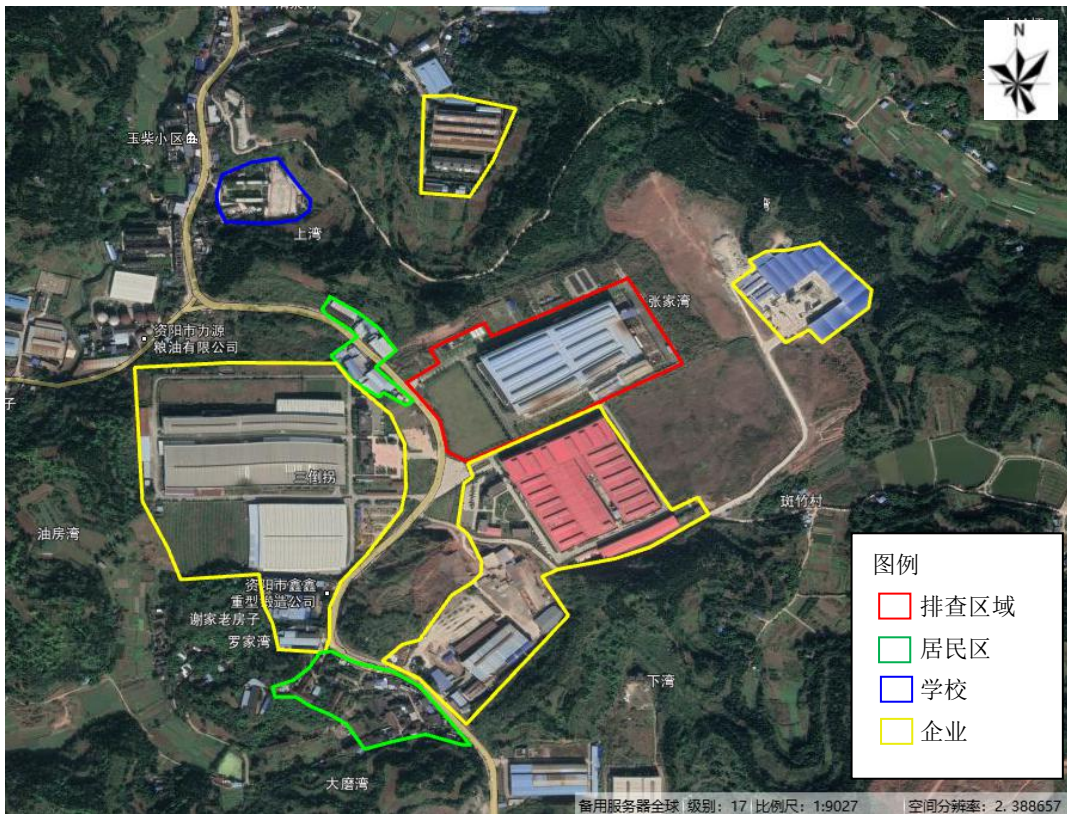 N
玉柴小区
上湾
张家湾
资阳市力源
粮油有限公司
子
三倒拐
斑竹村
油房湾
资阳市鑫鑫
重型锻造公司
谢家老房子
罗家湾
下湾
大磨湾
图例
排查区域
居民区
学校
企业
备用服务器全球 级别：17 比例尺：1:9027 空间分辨率：2.388657